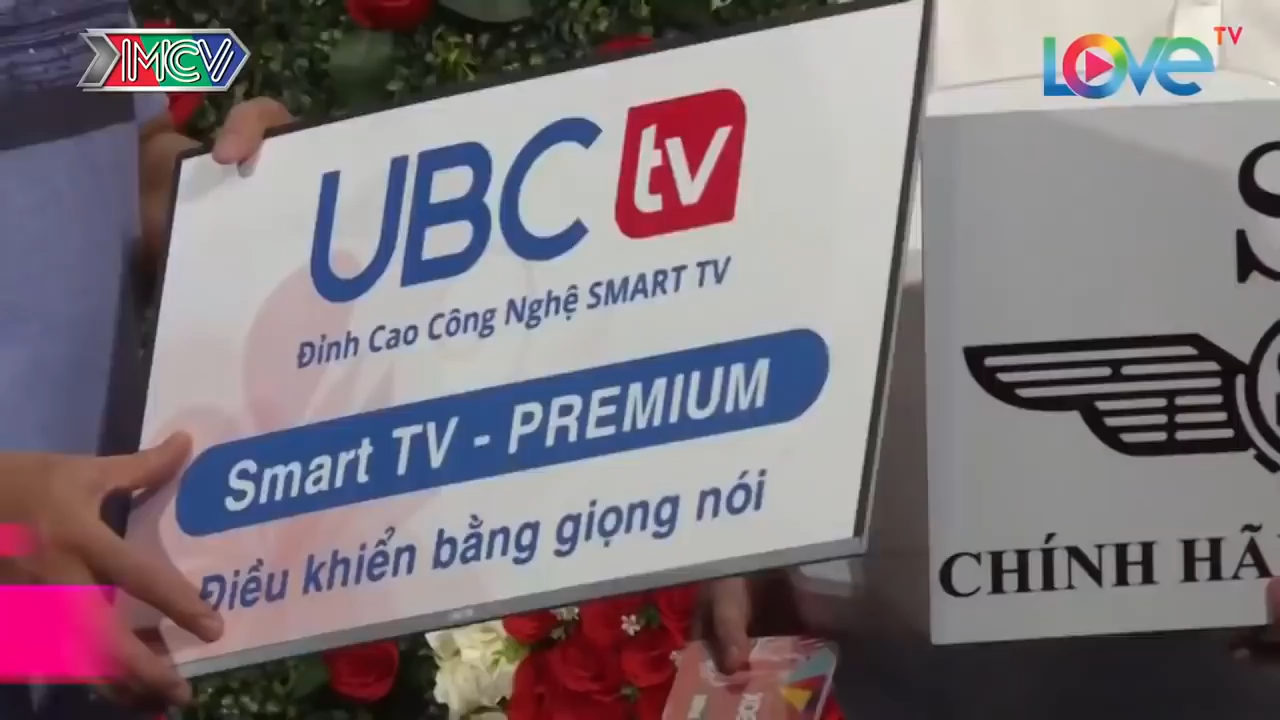 MCV
LOVE TV
UBC tv
Đỉnh Cao Công Nghệ SMART TV
Smart TV - PREMIUM
Điều khiển bằng giọng nói
S
CHÍNH HÃ